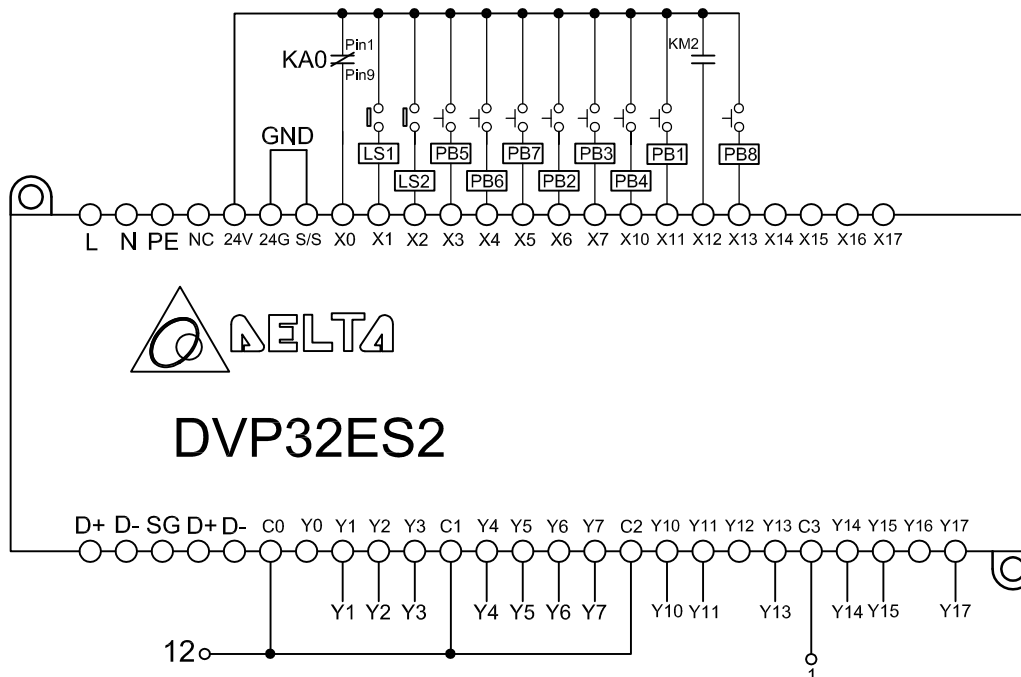 Pin1
KA0
Pin9
KM2
GND
LS1 PB5 PB7 PB3 PB1 PB8
LS2 PB6 PB2 PB4
L N PE NC 24V 24G S/S X0 X1 X2 X3 X4 X5 X6 X7 X10 X11 X12 X13 X14 X15 X16 X17
DELTA
DVP32ES2
D+ D- SG D+ D- C0 Y0 Y1 Y2 Y3 C1 Y4 Y5 Y6 Y7 C2 Y10 Y11 Y12 Y13 C3 Y14 Y15 Y16 Y17
Y1 Y2 Y3 Y4 Y5 Y6 Y7 Y10 Y11 Y13 Y14 Y15 Y17
12
1